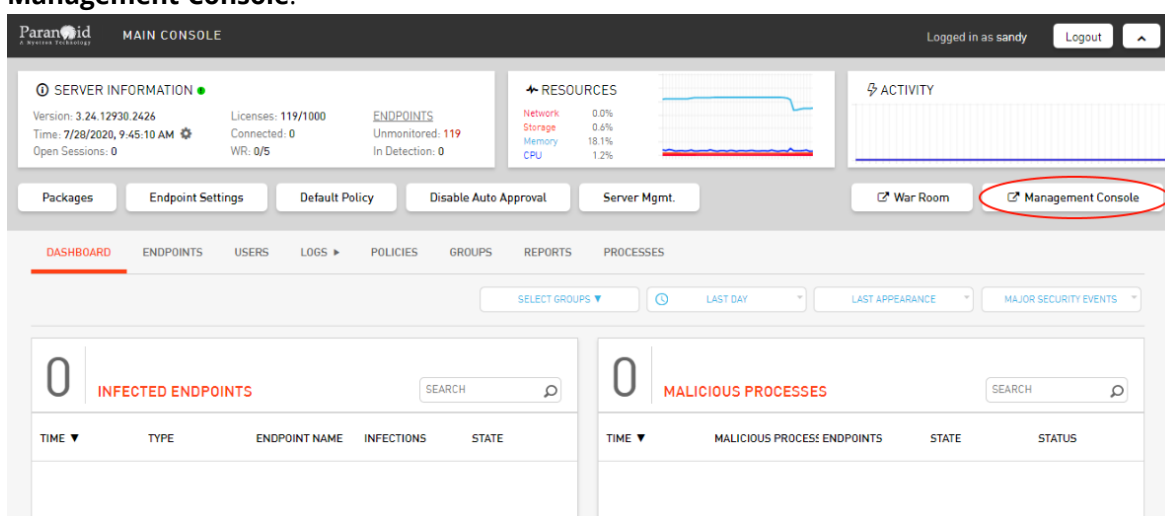 Management Console.
Paranoid MAIN CONSOLE Logged in as sandy Logout
A Nyotron Technology
SERVER INFORMATION
Version: 3.24.12930.2426 Licenses: 119/1000 ENDPOINTS
Time: 7/28/2020, 9:45:10 AM Connected: 0 Unmonitored: 119
Open Sessions: 0 WR: 0/5 In Detection: 0
RESOURCES
Network 0.0%
Storage 0.6%
Memory 18.1%
CPU 1.2%
ACTIVITY
Packages Endpoint Settings Default Policy Disable Auto Approval Server Mgmt. War Room Management Console
DASHBOARD ENDPOINTS USERS LOGS ▶ POLICIES GROUPS REPORTS PROCESSES
SELECT GROUPS ▼ LAST DAY LAST APPEARANCE MAJOR SECURITY EVENTS
0 INFECTED ENDPOINTS SEARCH
TIME ▼ TYPE ENDPOINT NAME INFECTIONS STATE
0 MALICIOUS PROCESSES SEARCH
TIME ▼ MALICIOUS PROCES: ENDPOINTS STATE STATUS